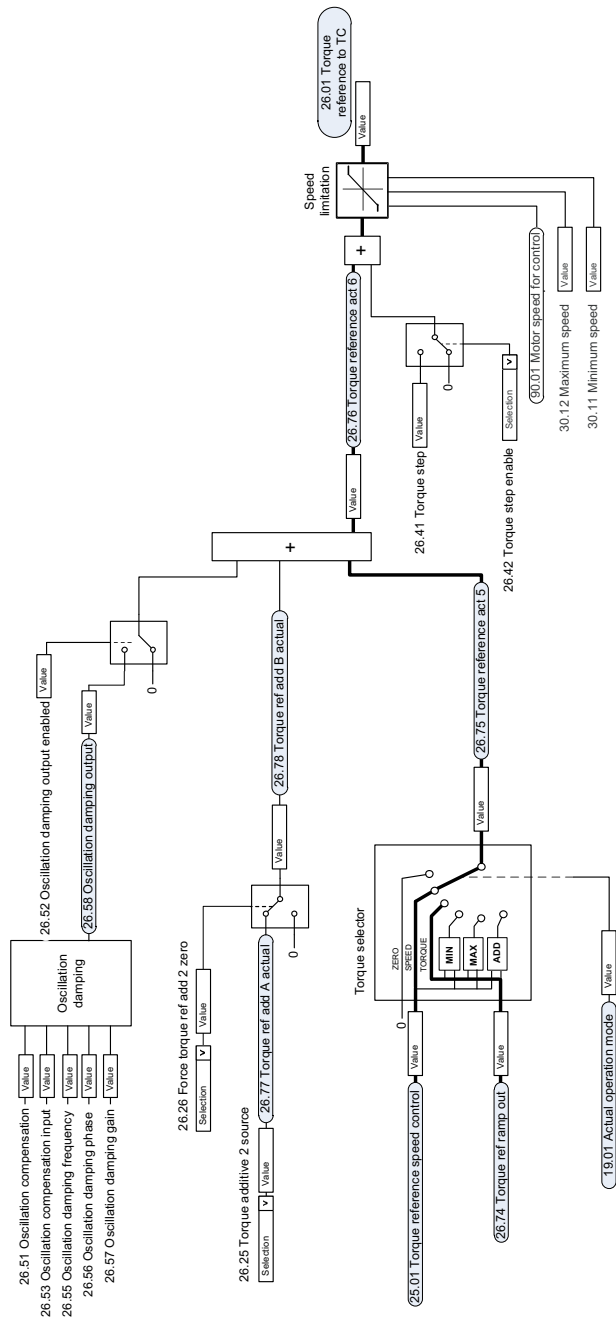 26.51 Oscillation compensation
Value
26.53 Oscillation compensation input
Value
26.55 Oscillation damping frequency
Value
26.56 Oscillation damping phase
Value
26.57 Oscillation damping gain
Value
Oscillation
damping
26.52 Oscillation damping output enabled
Value
26.58 Oscillation damping output
Value
0
26.26 Force torque ref add 2 zero
Selection
v
Value
26.25 Torque additive 2 source
Selection
v
Value
26.77 Torque ref add A actual
0
Value
26.78 Torque ref add B actual
Torque selector
0
ZERO
SPEED
TORQUE
MIN
MAX
ADD
25.01 Torque reference speed control
Value
26.74 Torque ref ramp out
Value
19.01 Actual operation mode
Value
Value
26.75 Torque reference act 5
+
Value
26.76 Torque reference act 6
26.41 Torque step
Value
0
26.42 Torque step enable
Selection
v
+
Speed
limitation
90.01 Motor speed for control
30.12 Maximum speed
Value
30.11 Minimum speed
Value
Value
26.01 Torque
reference to TC